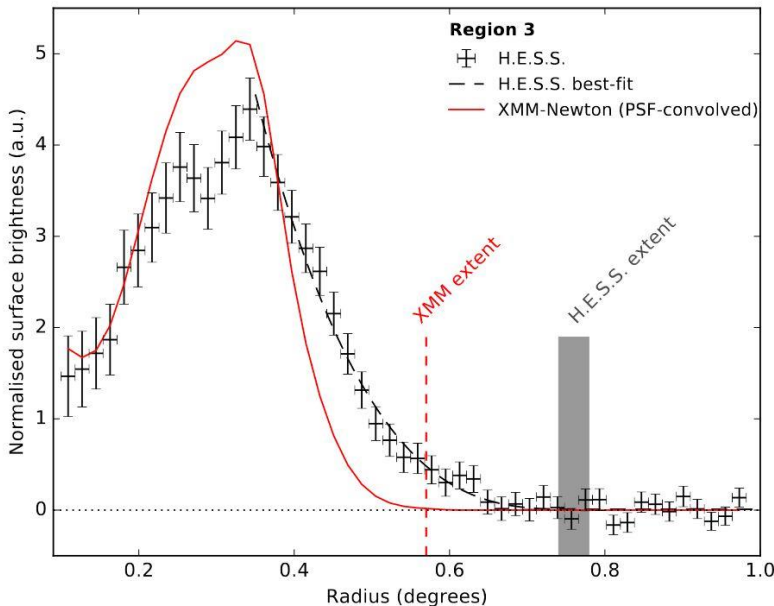 Region 3
H.E.S.S.
H.E.S.S. best-fit
XMM-Newton (PSF-convolved)
XMM extent
H.E.S.S. extent
Normalised surface brightness (a.u.)
5
4
3
2
1
0
0.2
0.4
0.6
0.8
1.0
Radius (degrees)